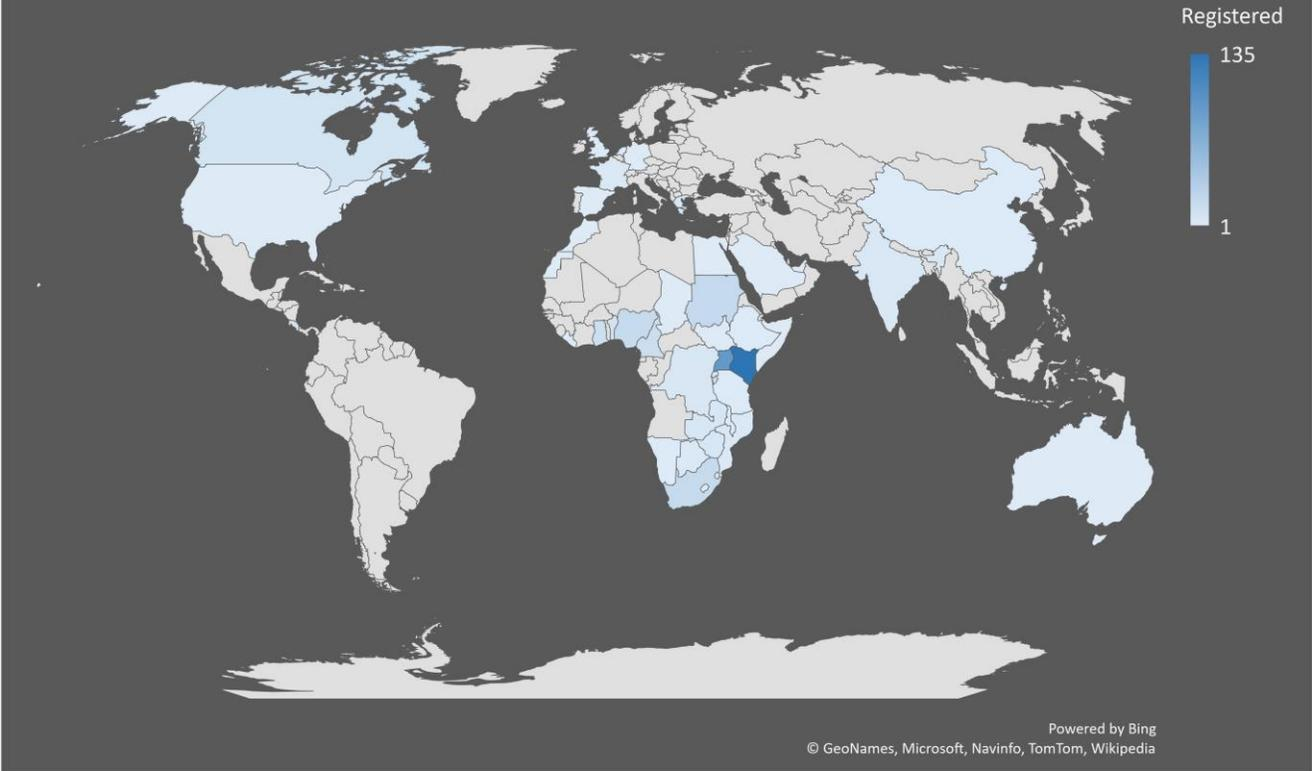 Registered
135
1
Powered by Bing
© GeoNames, Microsoft, Navinfo, TomTom, Wikipedia